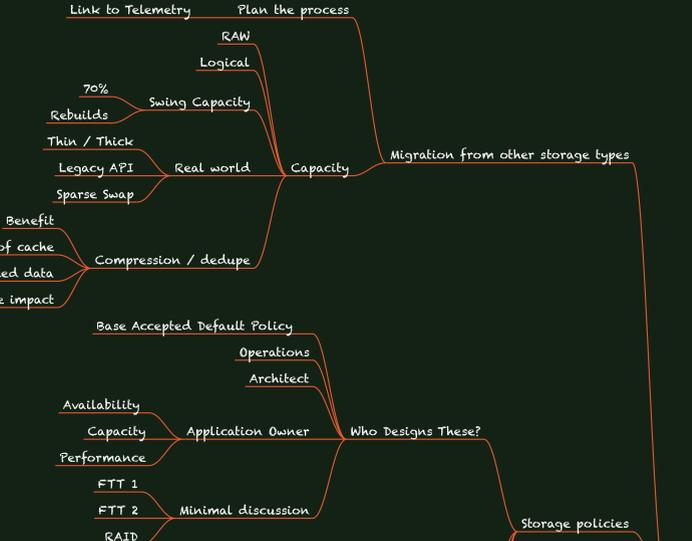 Link to Telemetry
Plan the process
RAW
Logical
70%
Swing Capacity
Rebuilds
Thin / Thick
Migration from other storage types
Legacy API
Real world
Capacity
Sparse Swap
Benefit
of cache
Compression / dedupe
ed data
impact
Base Accepted Default Policy
Operations
Architect
Availability
Capacity
Application Owner
Who Designs These?
Performance
FTT 1
FTT 2
Minimal discussion
Storage policies
RAID